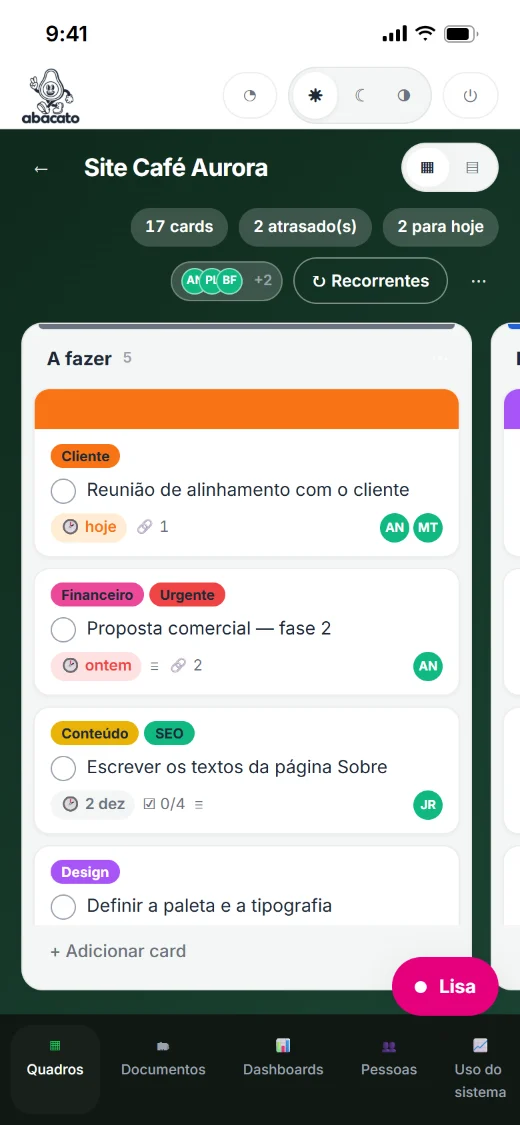 9:41
abacato
← Site Café Aurora
17 cards 2 atrasado(s) 2 para hoje
AN BF +2 ↻ Recorrentes ...
A fazer 5
Cliente
Reunião de alinhamento com o cliente
hoje 1 AN MT
Financeiro Urgente
Proposta comercial — fase 2
ontem 2 AN
Conteúdo SEO
Escrever os textos da página Sobre
2 dez 0/4 JR
Design
Definir a paleta e a tipografia
+ Adicionar card
Lisa
Quadros Documentos Dashboards Pessoas Uso do
sistema